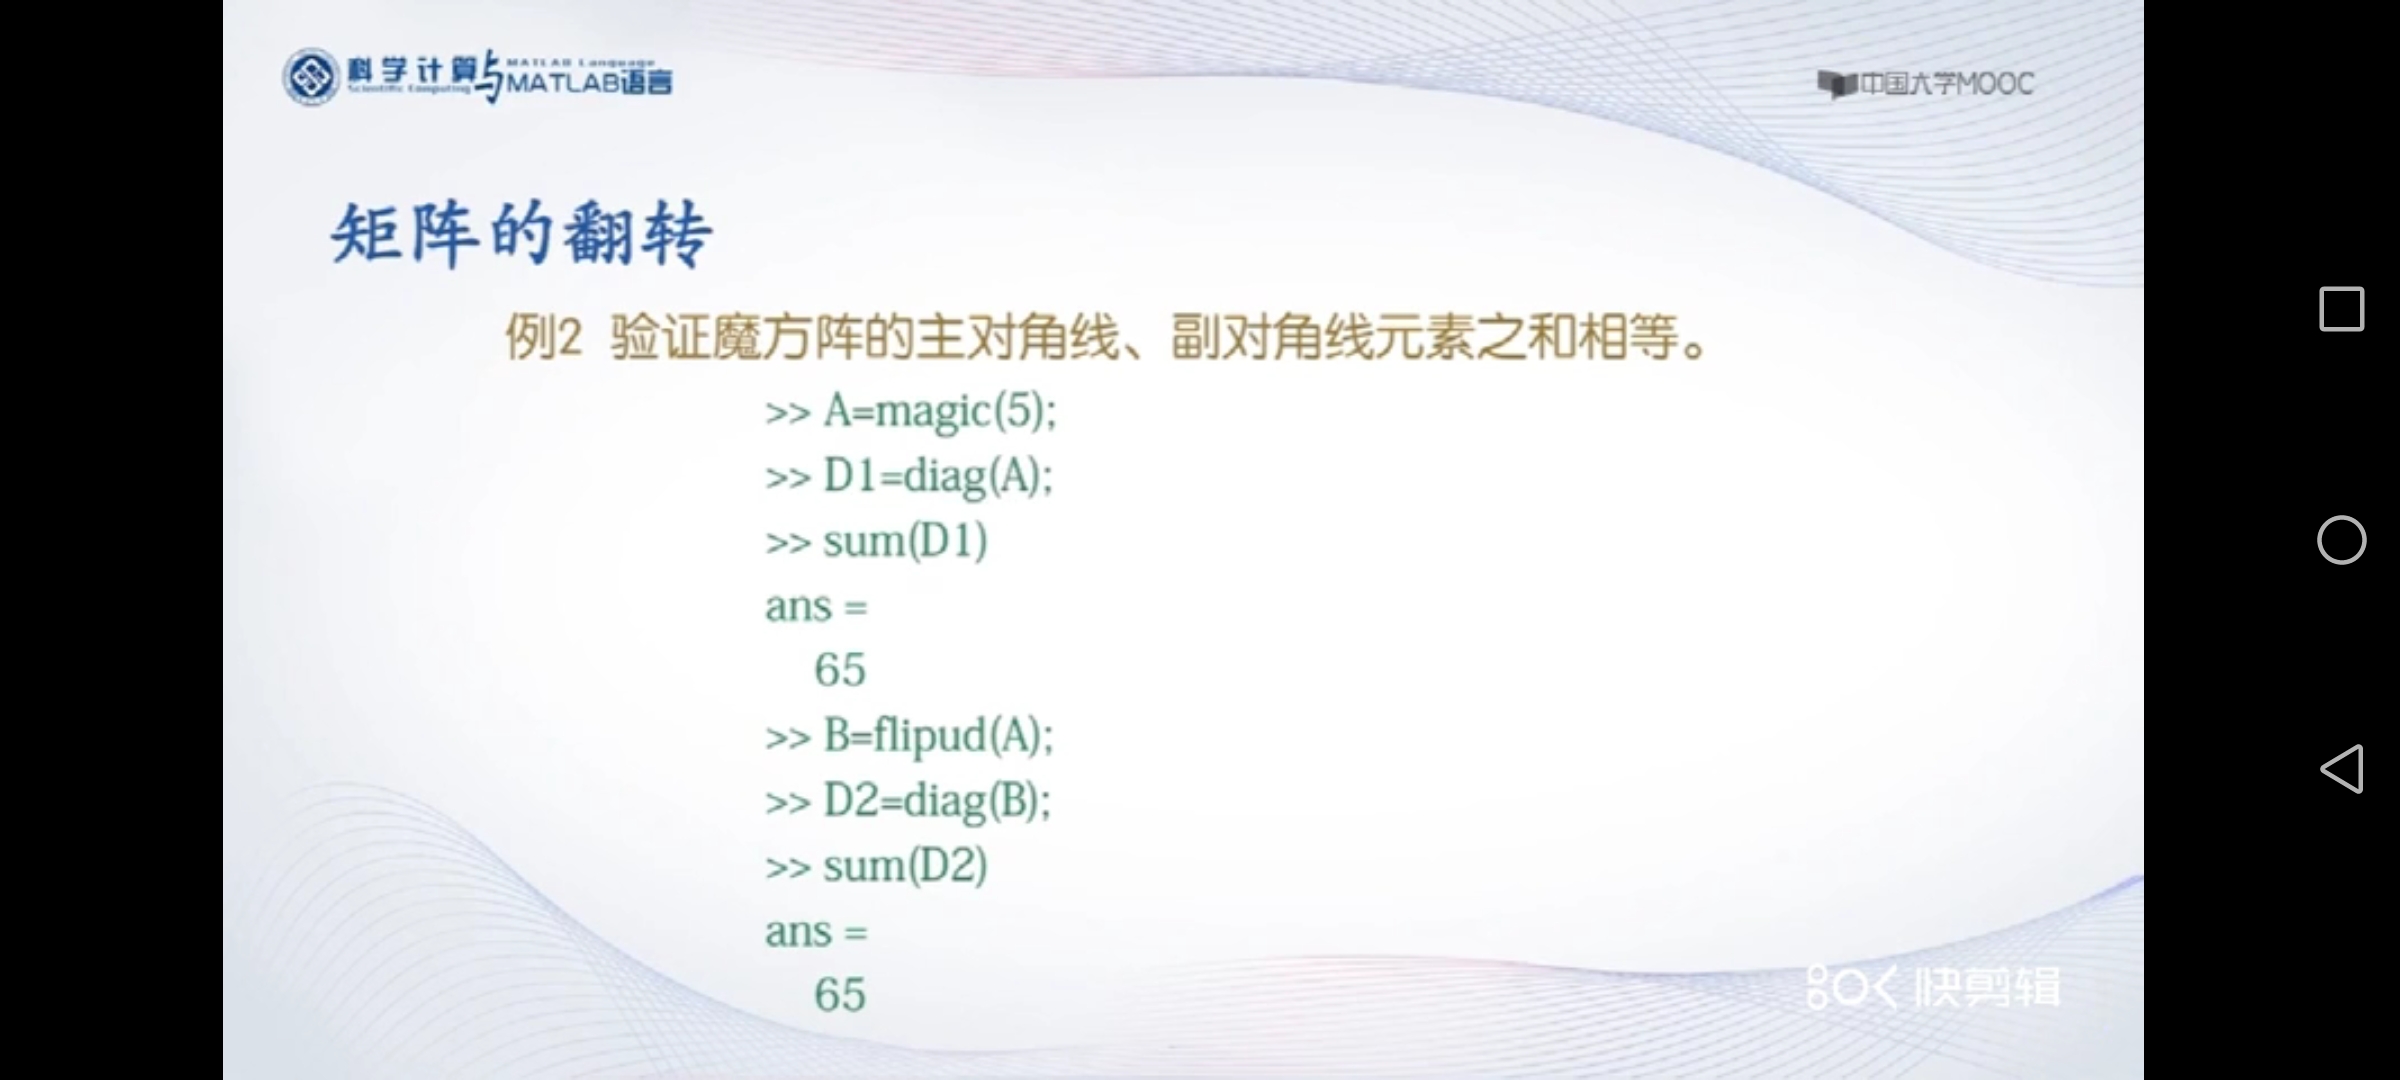 科学计算与MATLAB语言
Scientific Computing
MATLAB Language
中国大学MOOC
矩阵的翻转
例2 验证魔方阵的主对角线、副对角线元素之和相等。
>> A=magic(5);
>> D1=diag(A);
>> sum(D1)
ans =
65
>> B=flipud(A);
>> D2=diag(B);
>> sum(D2)
ans =
65
快剪辑